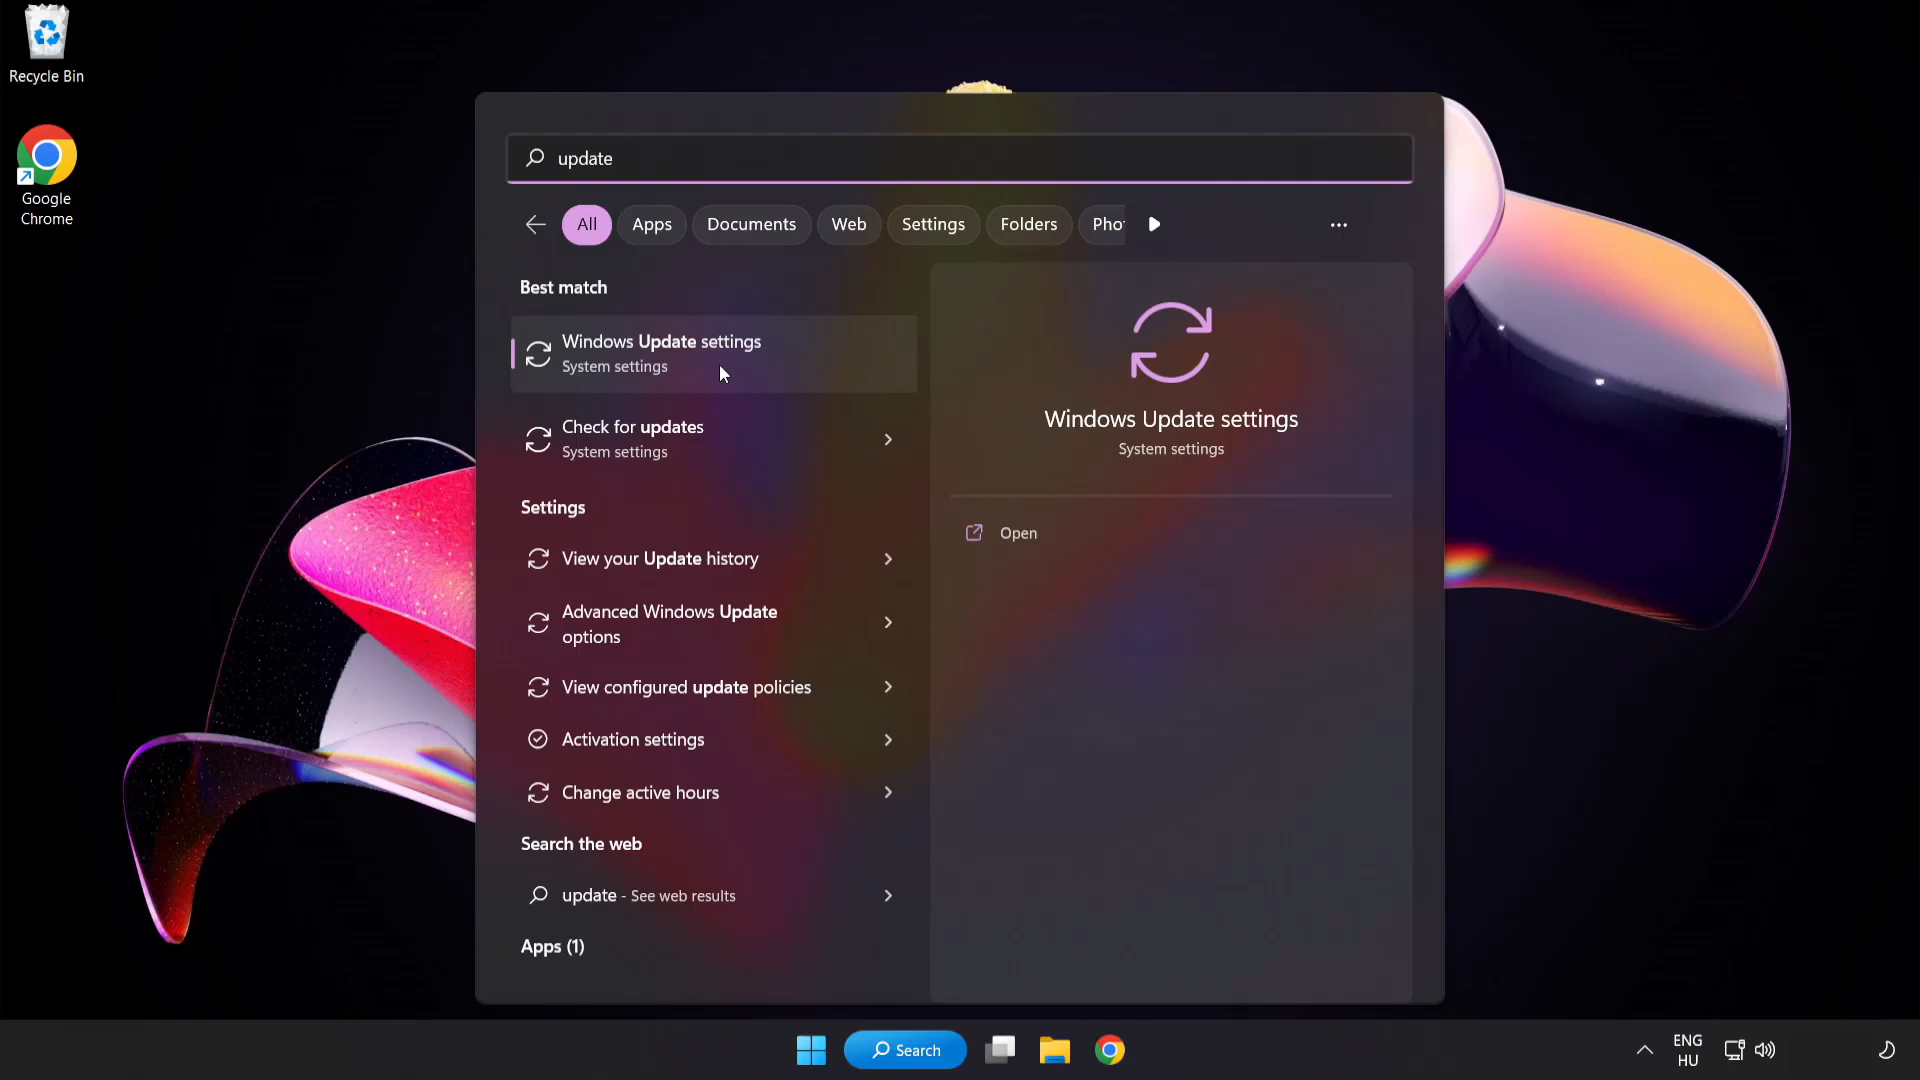 Recycle Bin
Google
Chrome
update
All Apps Documents Web Settings Folders
Best match
Windows Update settings
System settings
Check for updates
System settings
Settings
View your Update history
Advanced Windows Update
options
View configured update policies
Activation settings
Change active hours
Search the web
update - See web results
Apps (1)
Windows Update settings
System settings
Open
Search
ENG
HU